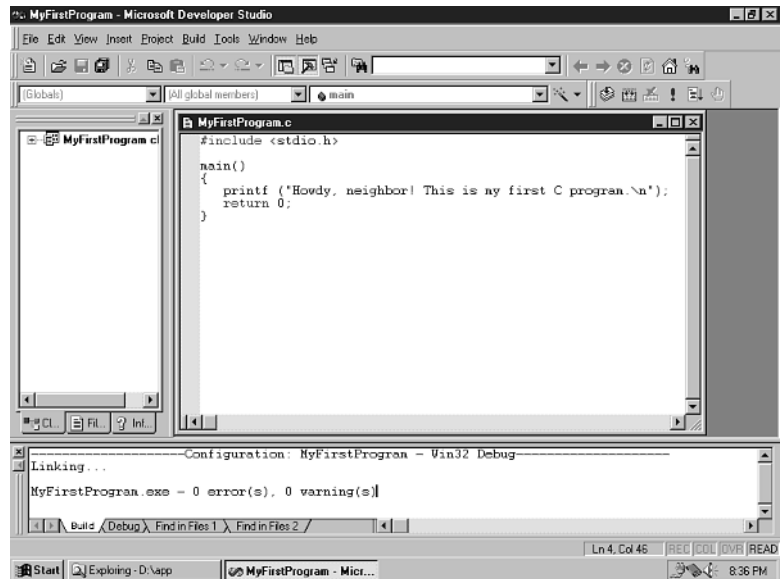 MyFirstProgram - Microsoft Developer Studio
File Edit View Insert Project Build Tools Window Help
(Globals) (All global members) main
MyFirstProgram cl
MyFirstProgram.c
#include <stdio.h>
main()
{
printf ("Howdy, neighbor! This is my first C program.\n");
return 0;
}
Cl... Fil... Inf...
--------------------Configuration: MyFirstProgram - Win32 Debug--------------------
Linking...
MyFirstProgram.exe - 0 error(s), 0 warning(s)
Build Debug Find in Files 1 Find in Files 2
Ln 4, Col 46 REC COL OVR READ
Start Exploring - D:\app MyFirstProgram - Micr... 8:36 PM